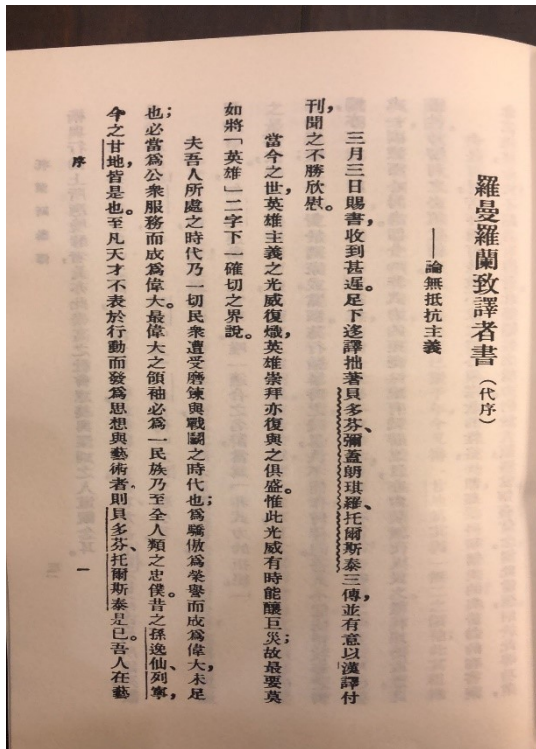 羅曼羅蘭致譯者書（代序）
——論無抵抗主義
三月三日賜書，收到甚遲。足下迻譯拙著貝多芬、彌蓋朗琪羅、托爾斯泰三傳，並有意以漢譯付
刊，聞之不勝欣慰。
當今之世，英雄主義之光威復熾，英雄崇拜亦復與之俱盛。惟此光威有時能釀巨災；故最要莫
如將「英雄」二字下一確切之界說。
夫吾人所處之時代乃一切民衆遭受磨鍊與戰鬭之時代也；爲驕傲爲榮譽而成爲偉大，未足
也；必當爲公衆服務而成爲偉大。最偉大之領袖必爲一民族乃至全人類之忠僕。昔之孫逸仙、列寧，
今之甘地，皆是也。至凡天才不表於行動而發爲思想與藝術者，則貝多芬、托爾斯泰是已。吾人在藝
序
一